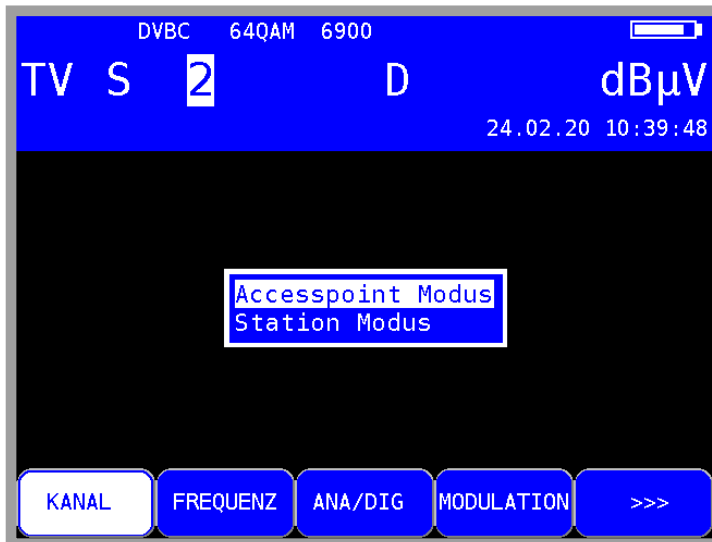 DVBC 64QAM 6900
TV S 2 D dBµV
24.02.20 10:39:48
Accesspoint Modus
Station Modus
KANAL FREQUENZ ANA/DIG MODULATION >>>